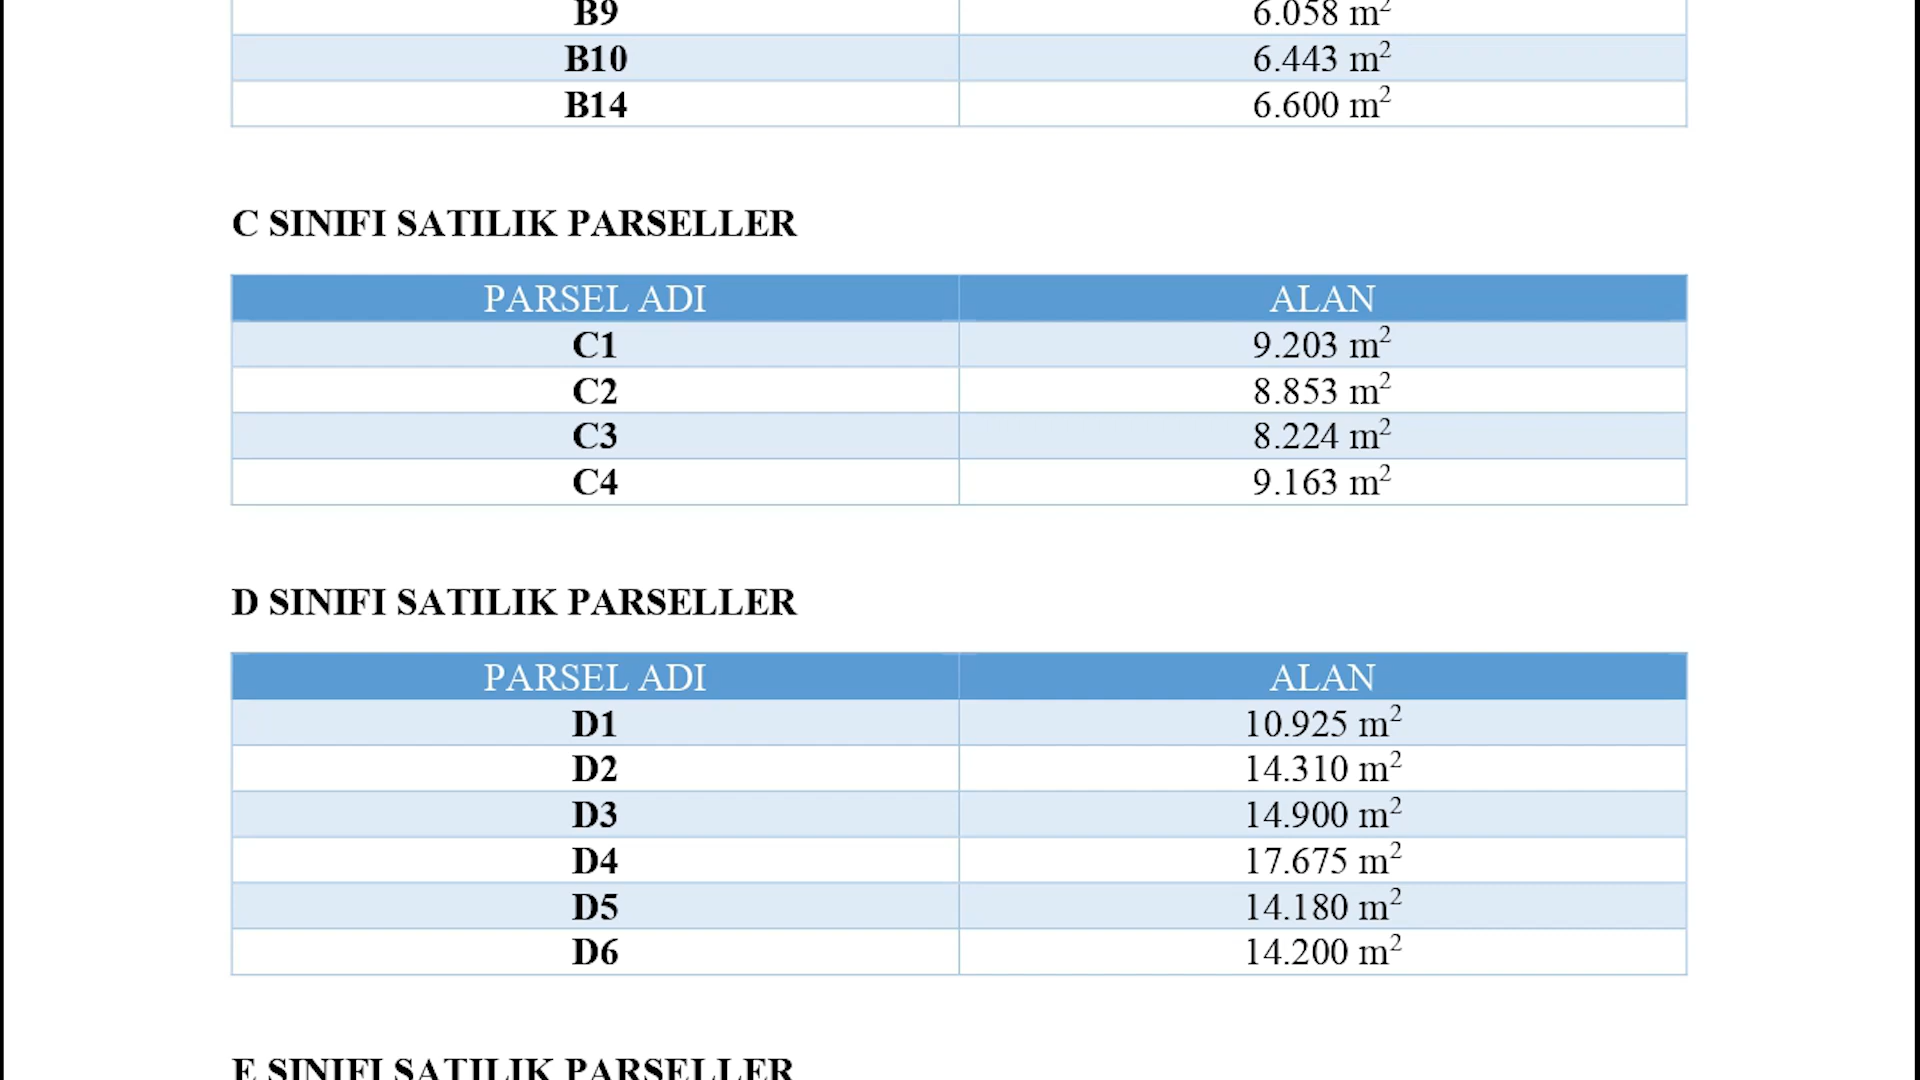 B9 6.058 m²
B10 6.443 m²
B14 6.600 m²
C SINIFI SATILIK PARSELLER
PARSEL ADI ALAN
C1 9.203 m²
C2 8.853 m²
C3 8.224 m²
C4 9.163 m²
D SINIFI SATILIK PARSELLER
PARSEL ADI ALAN
D1 10.925 m²
D2 14.310 m²
D3 14.900 m²
D4 17.675 m²
D5 14.180 m²
D6 14.200 m²
E SINIFI SATILIK PARSELLER